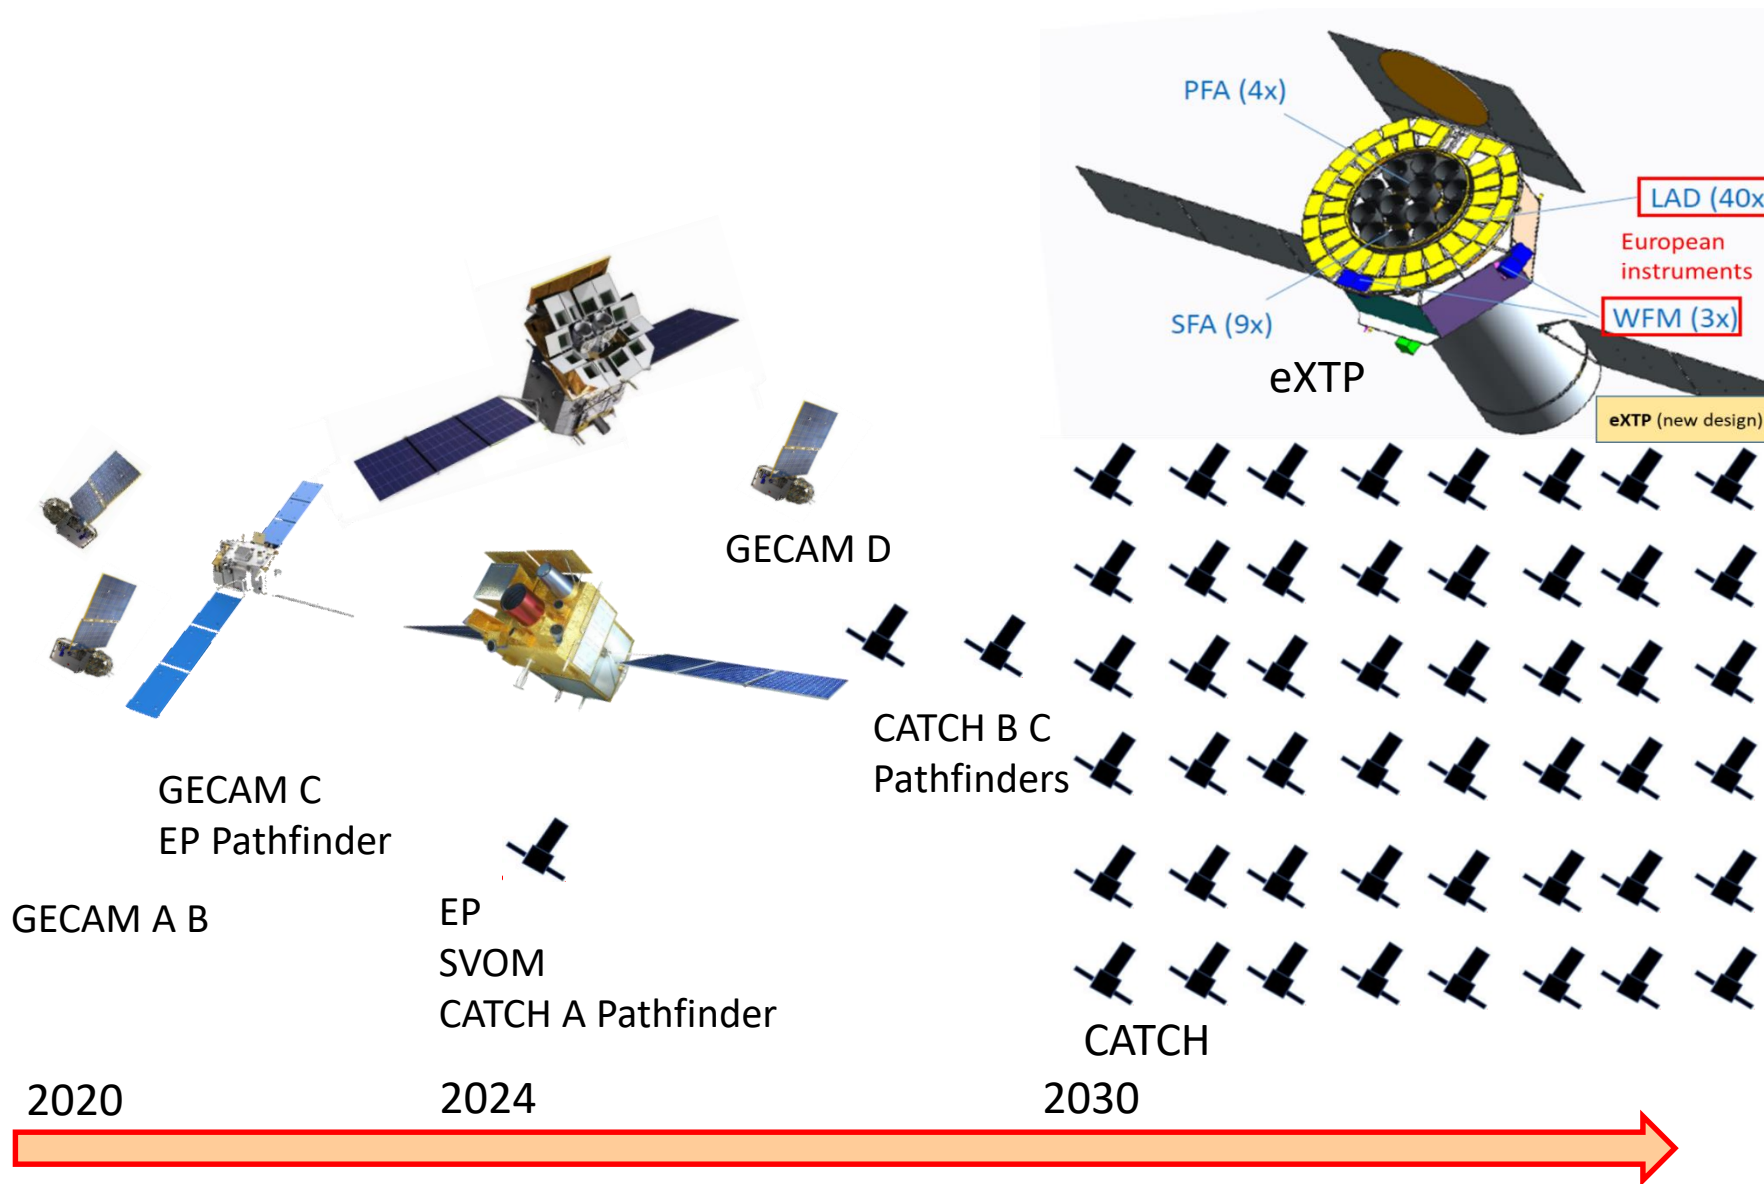 PFA (4x)
LAD (40x
European
instruments
SFA (9x)
WFM (3x)
eXTP
eXTP (new design)
GECAM D
CATCH B C
Pathfinders
GECAM C
EP Pathfinder
GECAM A B
EP
SVOM
CATCH A Pathfinder
CATCH
2020
2024
2030